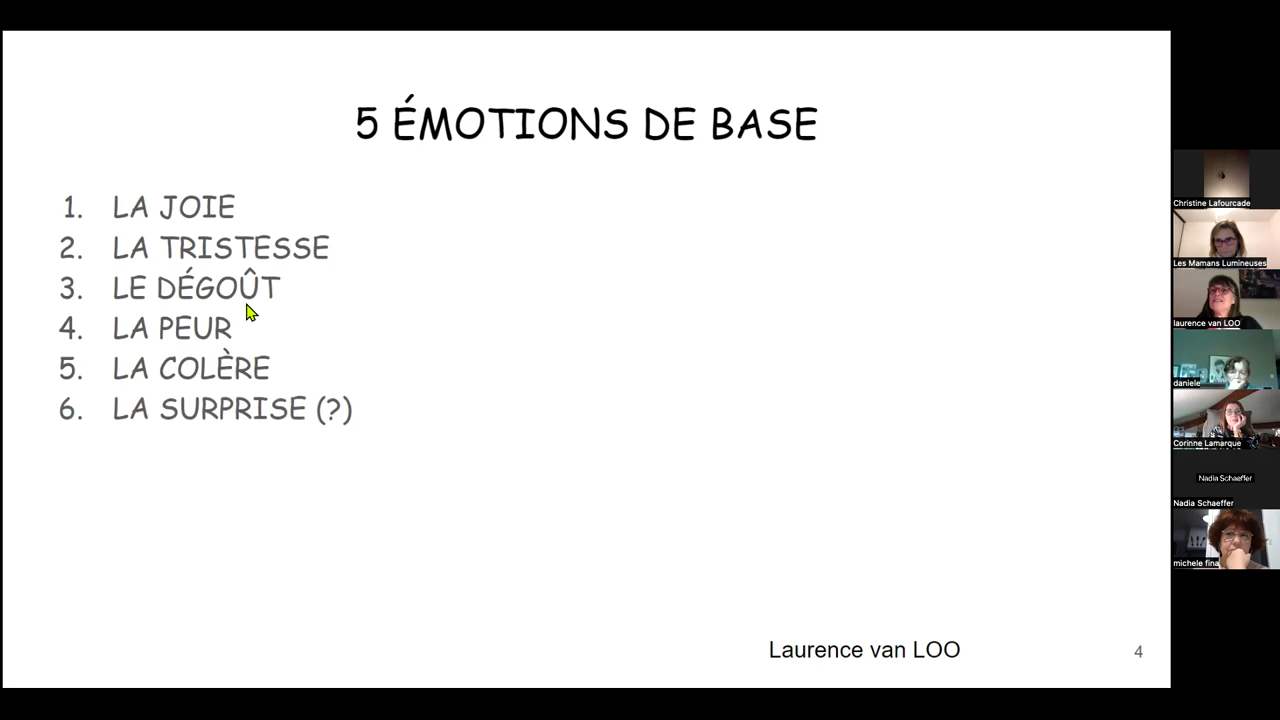 5 ÉMOTIONS DE BASE
1. LA JOIE
2. LA TRISTESSE
3. LE DÉGOÛT
4. LA PEUR
5. LA COLÈRE
6. LA SURPRISE (?)
Laurence van LOO
4
Christine Lafourcade
Les Mamans Lumineuses
laurence van LOO
daniele
Corinne Lamarque
Nadia Schaeffer
Nadia Schaeffer
michele fina